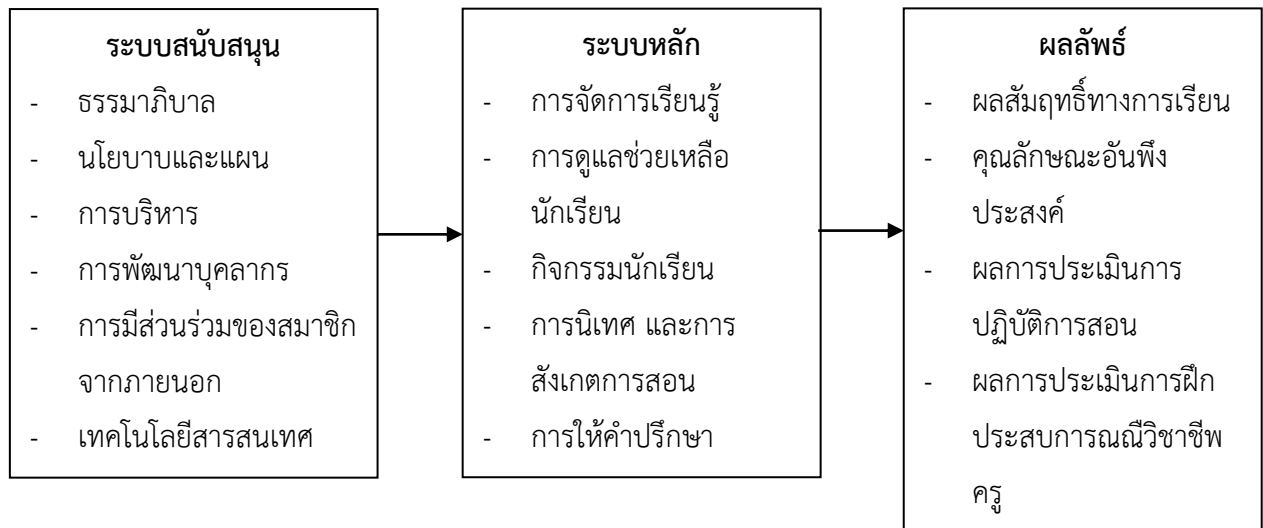 ระบบสนับสนุน
- ธรรมาภิบาล
- นโยบาบและแผน
- การบริหาร
- การพัฒนาบุคลากร
- การมีส่วนร่วมของสมาชิก
จากภายนอก
- เทคโนโลยีสารสนเทศ
ระบบหลัก
- การจัดการเรียนรู้
- การดูแลช่วยเหลือ
นักเรียน
- กิจกรรมนักเรียน
- การนิเทศ และการ
สังเกตการสอน
- การให้คำปรึกษา
ผลลัพธ์
- ผลสัมฤทธิ์ทางการเรียน
- คุณลักษณะอันพึง
ประสงค์
- ผลการประเมินการ
ปฏิบัติการสอน
- ผลการประเมินการฝึก
ประสบการณณืวิชาชีพ
ครู